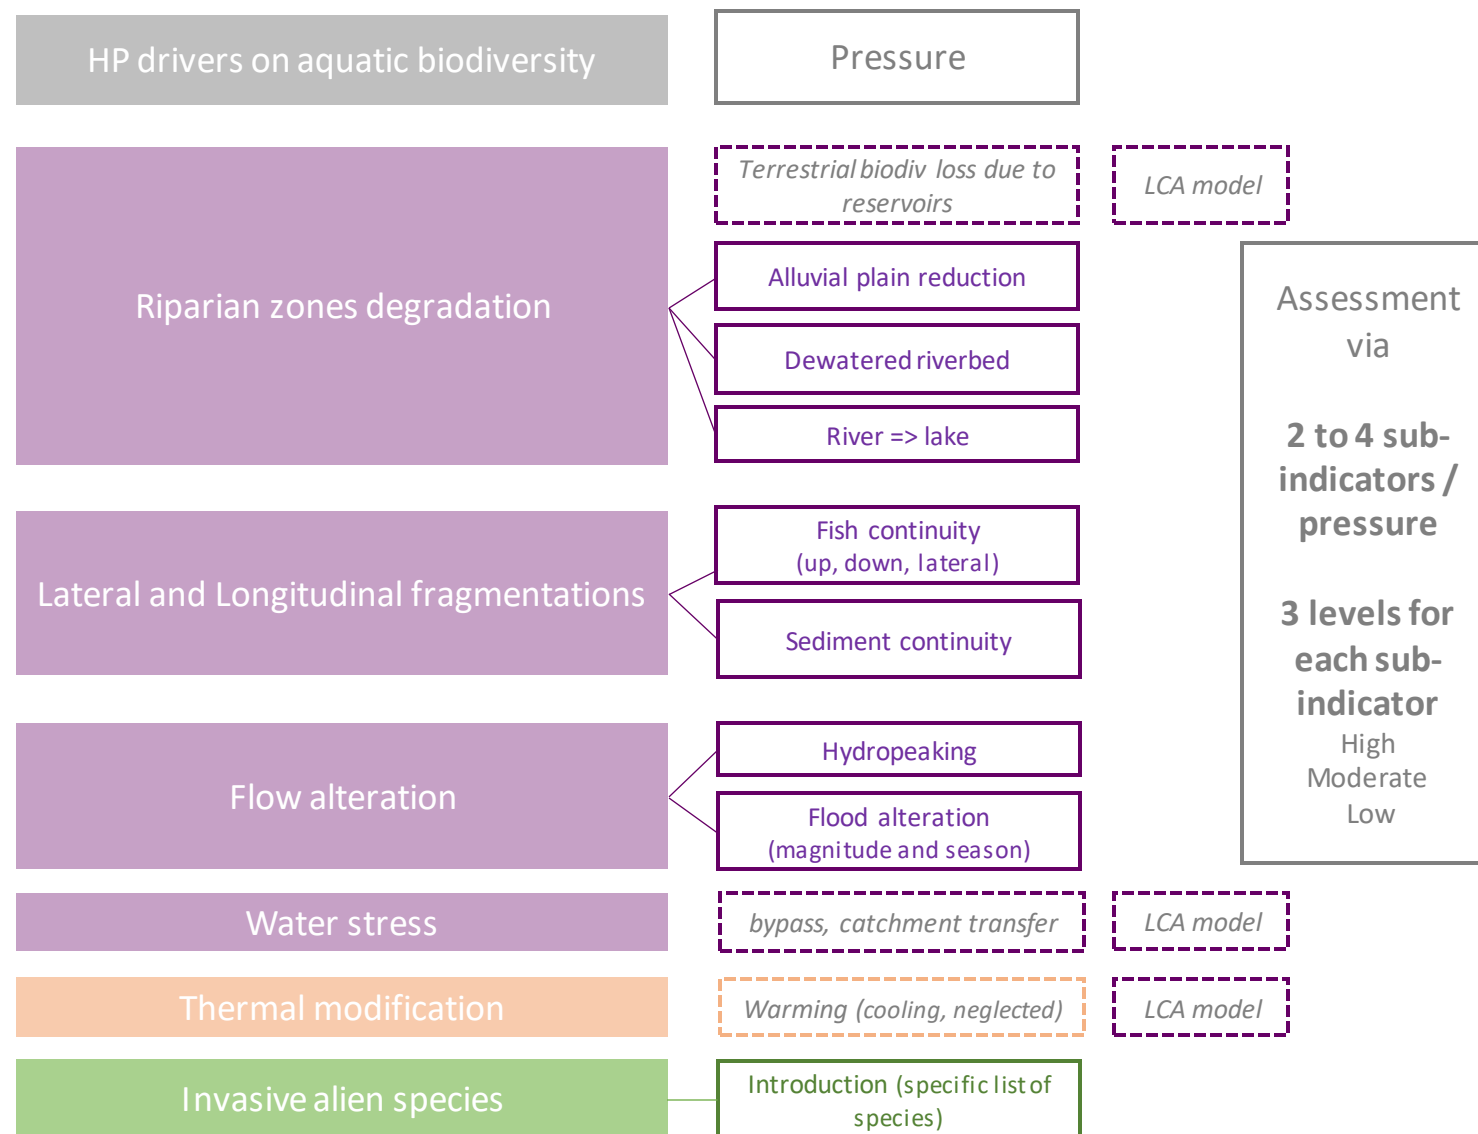 HP drivers on aquatic biodiversity
Pressure
Terrestrial biodiv loss due to
reservoirs
LCA model
Riparian zones degradation
Alluvial plain reduction
Dewatered riverbed
River => lake
Assessment
via
2 to 4 sub-
indicators /
pressure
3 levels for
each sub-
indicator
High
Moderate
Low
Lateral and Longitudinal fragmentations
Fish continuity
(up, down, lateral)
Sediment continuity
Flow alteration
Hydropeaking
Flood alteration
(magnitude and season)
Water stress
bypass, catchment transfer
LCA model
Thermal modification
Warming (cooling, neglected)
LCA model
Invasive alien species
Introduction (specific list of
species)